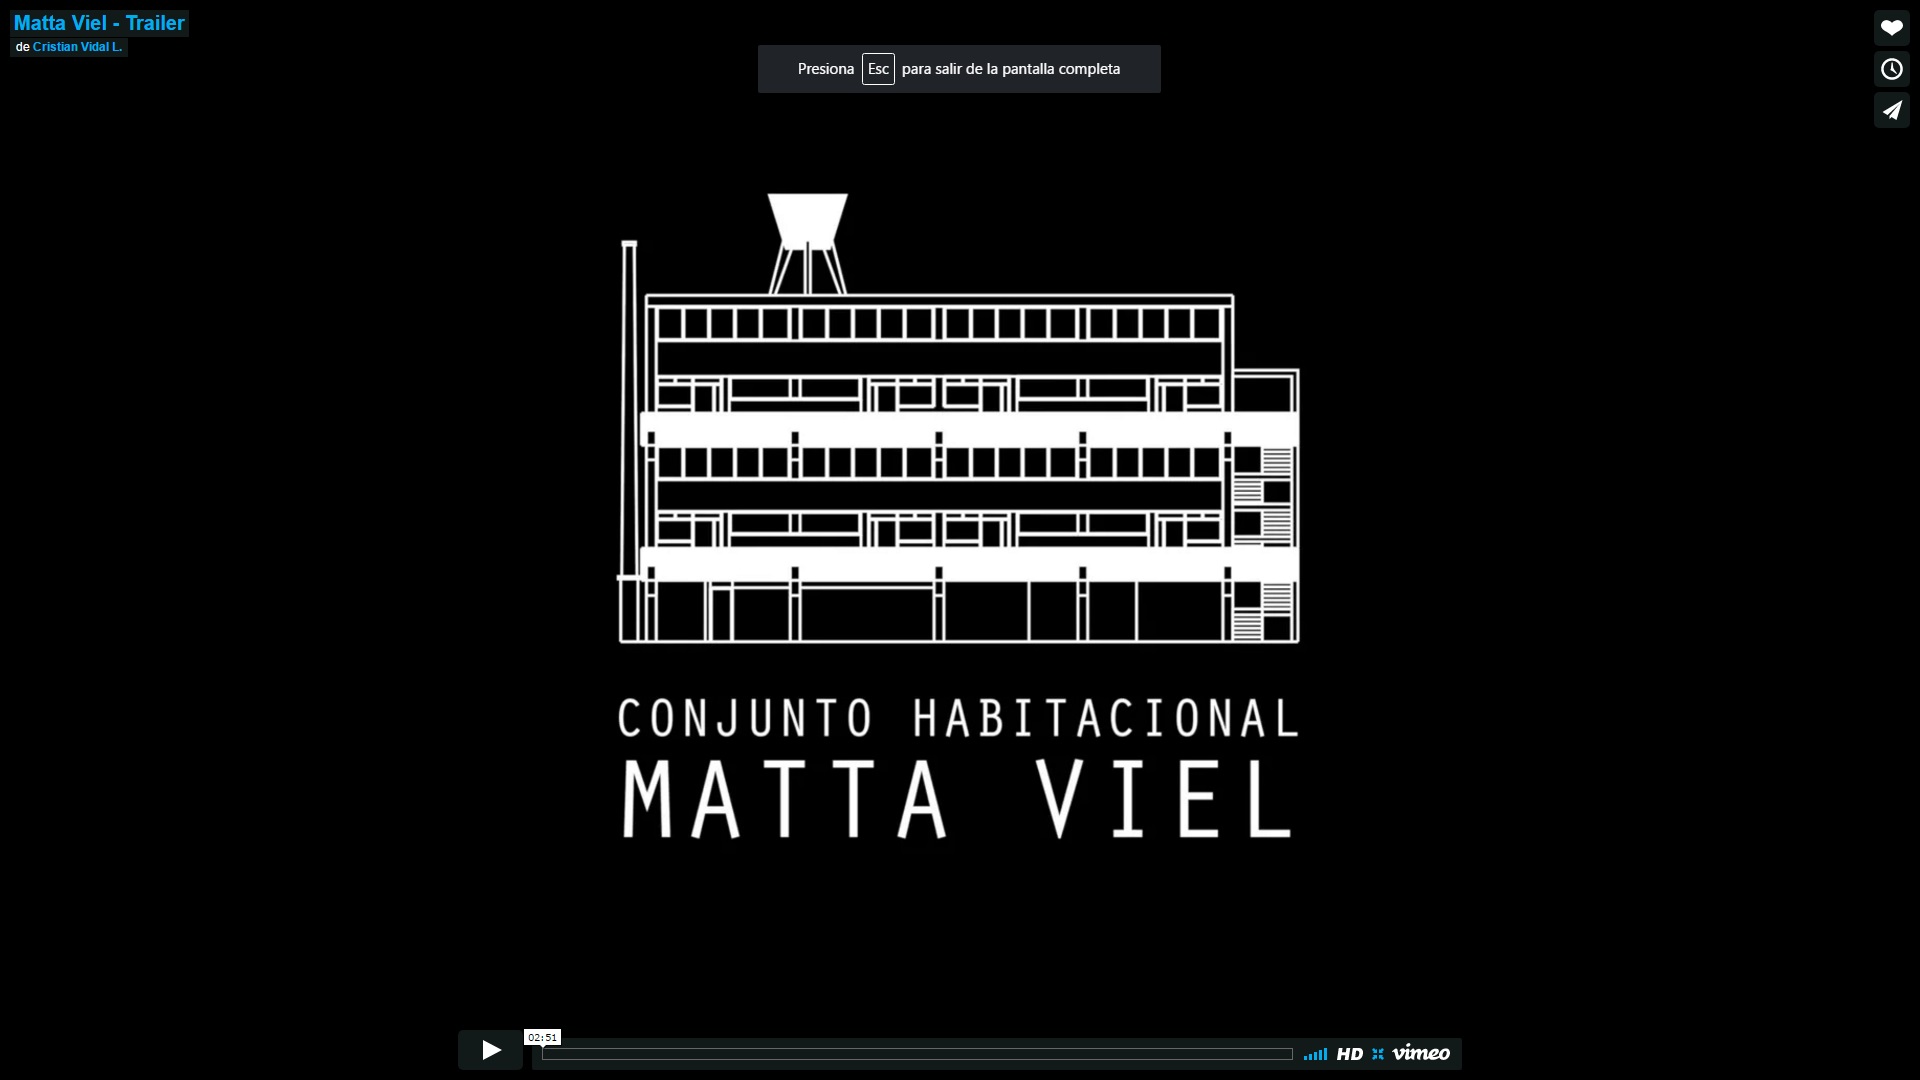 Matta Viel - Trailer
de Cristian Vidal L.
Presiona Esc para salir de la pantalla completa
CONJUNTO HABITACIONAL
MATTA VIEL
02:51
HD vimeo